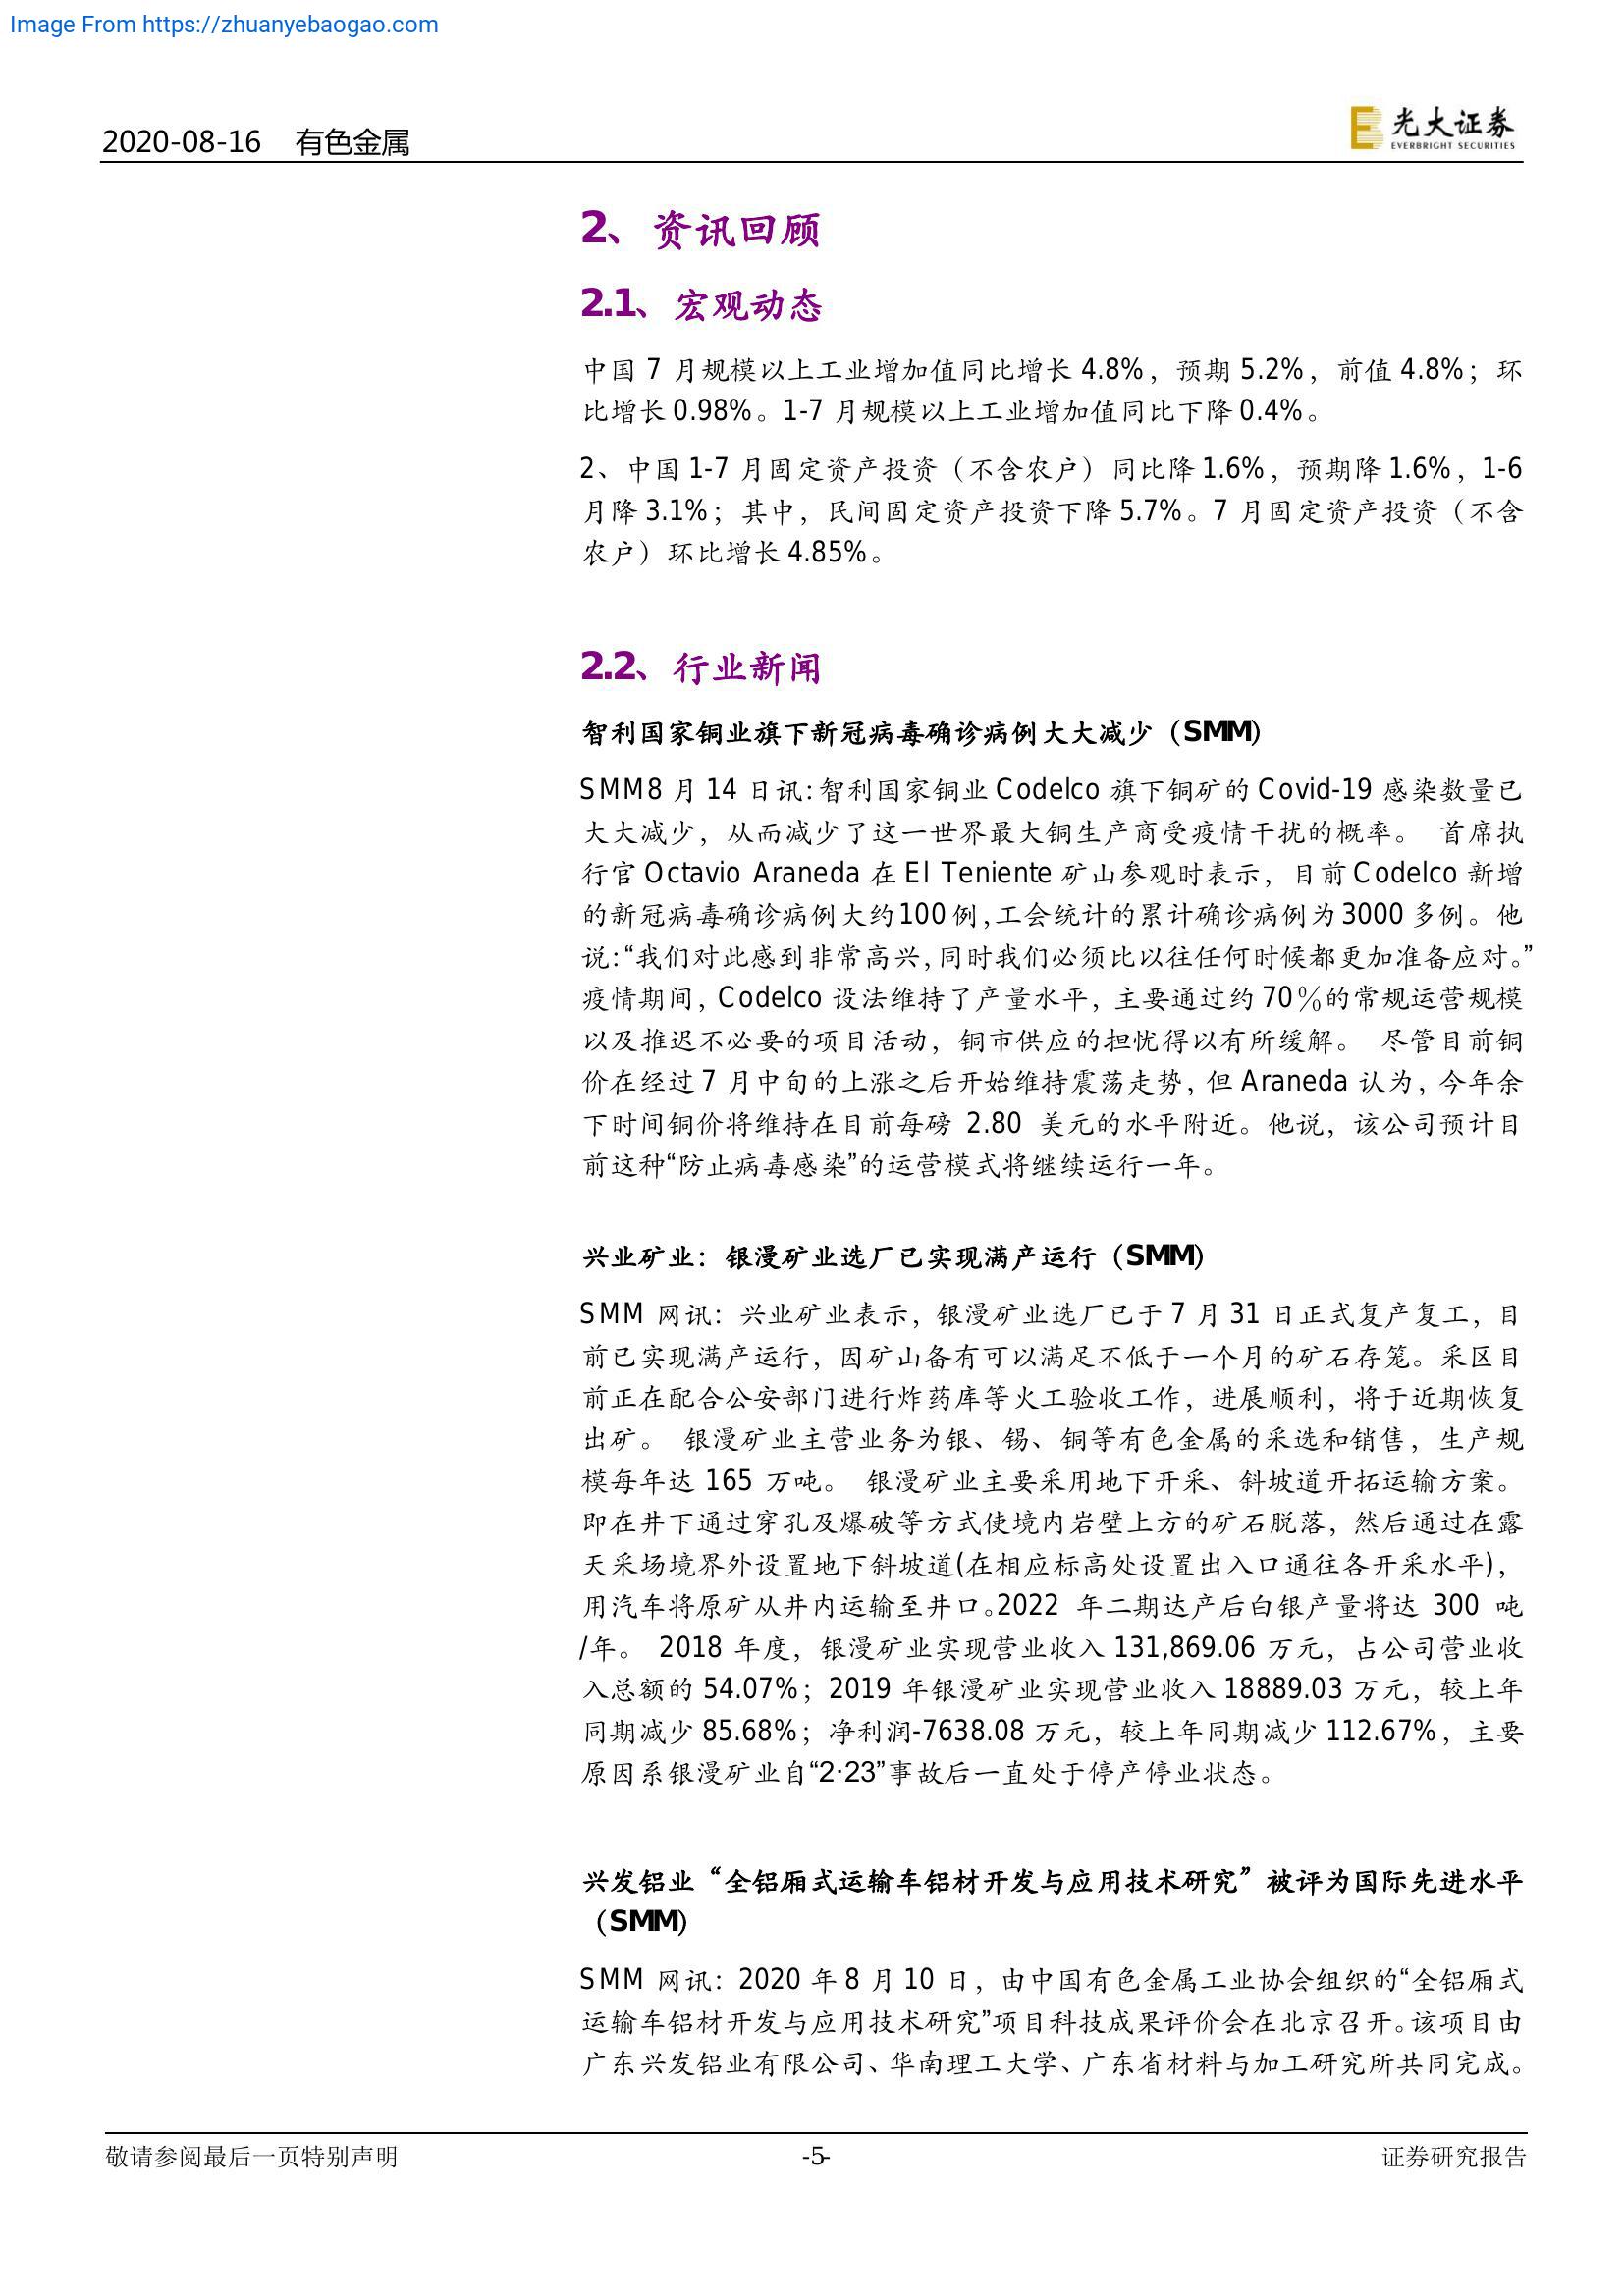 Image From https://zhuanyebaogao.com
2020-08-16 有色金属
光大证券
EVERBRIGHT SECURITIES
2、资讯回顾
2.1、宏观动态
中国 7 月规模以上工业增加值同比增长 4.8%，预期 5.2%，前值 4.8%；环
比增长 0.98%。1-7 月规模以上工业增加值同比下降 0.4%。
2、中国 1-7 月固定资产投资（不含农户）同比降 1.6%，预期降 1.6%，1-6
月降 3.1%；其中，民间固定资产投资下降 5.7%。7 月固定资产投资（不含
农户）环比增长 4.85%。
2.2、行业新闻
智利国家铜业旗下新冠病毒确诊病例大大减少（SMM）
SMM8 月 14 日讯:智利国家铜业 Codelco 旗下铜矿的 Covid-19 感染数量已
大大减少，从而减少了这一世界最大铜生产商受疫情干扰的概率。 首席执
行官 Octavio Araneda 在 El Teniente 矿山参观时表示，目前 Codelco 新增
的新冠病毒确诊病例大约 100 例,工会统计的累计确诊病例为 3000 多例。他
说:“我们对此感到非常高兴,同时我们必须比以往任何时候都更加准备应对。”
疫情期间，Codelco 设法维持了产量水平，主要通过约 70％的常规运营规模
以及推迟不必要的项目活动，铜市供应的担忧得以有所缓解。 尽管目前铜
价在经过 7 月中旬的上涨之后开始维持震荡走势，但 Araneda 认为，今年余
下时间铜价将维持在目前每磅 2.80 美元的水平附近。他说，该公司预计目
前这种“防止病毒感染”的运营模式将继续运行一年。
兴业矿业：银漫矿业选厂已实现满产运行（SMM）
SMM 网讯：兴业矿业表示，银漫矿业选厂已于 7 月 31 日正式复产复工，目
前已实现满产运行，因矿山备有可以满足不低于一个月的矿石存笼。采区目
前正在配合公安部门进行炸药库等火工验收工作，进展顺利，将于近期恢复
出矿。 银漫矿业主营业务为银、锡、铜等有色金属的采选和销售，生产规
模每年达 165 万吨。 银漫矿业主要采用地下开采、斜坡道开拓运输方案。
即在井下通过穿孔及爆破等方式使境内岩壁上方的矿石脱落，然后通过在露
天采场境界外设置地下斜坡道(在相应标高处设置出入口通往各开采水平)，
用汽车将原矿从井内运输至井口。2022 年二期达产后白银产量将达 300 吨
/年。 2018 年度，银漫矿业实现营业收入 131,869.06 万元，占公司营业收
入总额的 54.07%；2019 年银漫矿业实现营业收入 18889.03 万元，较上年
同期减少 85.68%；净利润-7638.08 万元，较上年同期减少 112.67%，主要
原因系银漫矿业自“2·23”事故后一直处于停产停业状态。
兴发铝业“全铝厢式运输车铝材开发与应用技术研究”被评为国际先进水平
（SMM）
SMM 网讯：2020 年 8 月 10 日，由中国有色金属工业协会组织的“全铝厢式
运输车铝材开发与应用技术研究”项目科技成果评价会在北京召开。该项目由
广东兴发铝业有限公司、华南理工大学、广东省材料与加工研究所共同完成。
敬请参阅最后一页特别声明 -5- 证券研究报告